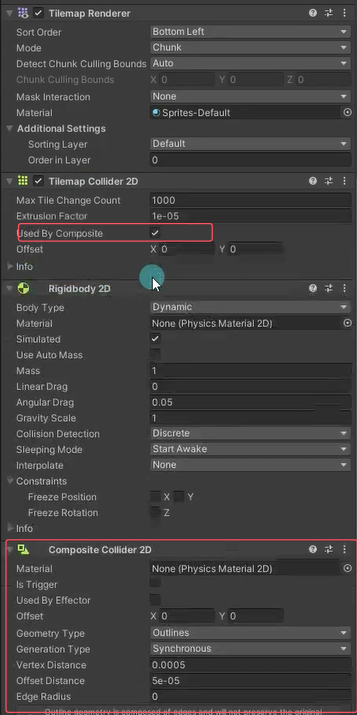 Tilemap Renderer
Sort Order Bottom Left
Mode Chunk
Detect Chunk Culling Bounds Auto
Chunk Culling Bounds X 0 Y 0 Z 0
Mask Interaction None
Material Sprites-Default
Additional Settings
Sorting Layer Default
Order in Layer 0
Tilemap Collider 2D
Max Tile Change Count 1000
Extrusion Factor 1e-05
Used By Composite
Offset X 0 Y 0
Info
Rigidbody 2D
Body Type Dynamic
Material None (Physics Material 2D)
Simulated
Use Auto Mass
Mass 1
Linear Drag 0
Angular Drag 0.05
Gravity Scale 1
Collision Detection Discrete
Sleeping Mode Start Awake
Interpolate None
Constraints
Freeze Position X Y
Freeze Rotation Z
Info
Composite Collider 2D
Material None (Physics Material 2D)
Is Trigger
Used By Effector
Offset X 0 Y 0
Geometry Type Outlines
Generation Type Synchronous
Vertex Distance 0.0005
Offset Distance 5e-05
Edge Radius 0
Outline geometry is composed of edges and will not preserve the original